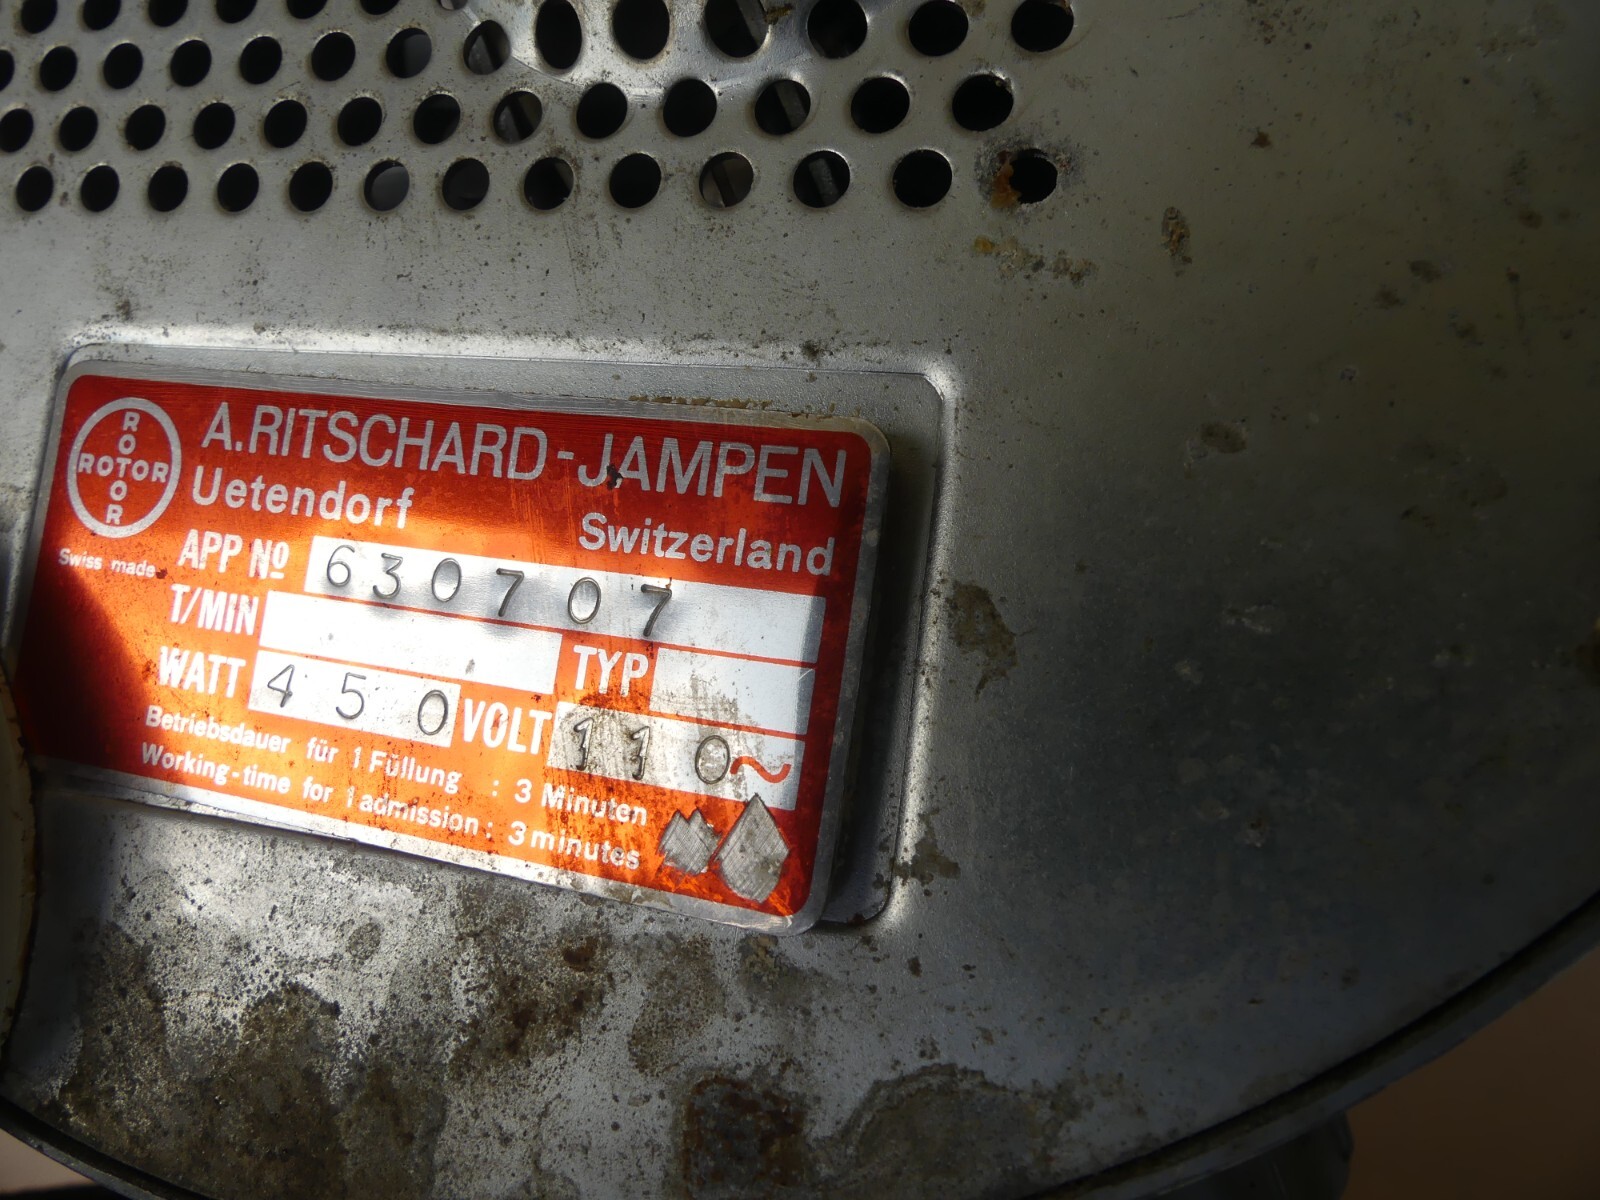 ROTOR
ROTOR
A.RITSCHARD-JAMPEN
Uetendorf Switzerland
Swiss made
APP Nº 630707
T/MIN TYP
WATT 450 VOLT 110~
Betriebsdauer für 1 Füllung : 3 Minuten
Working-time for 1 admission : 3 minutes